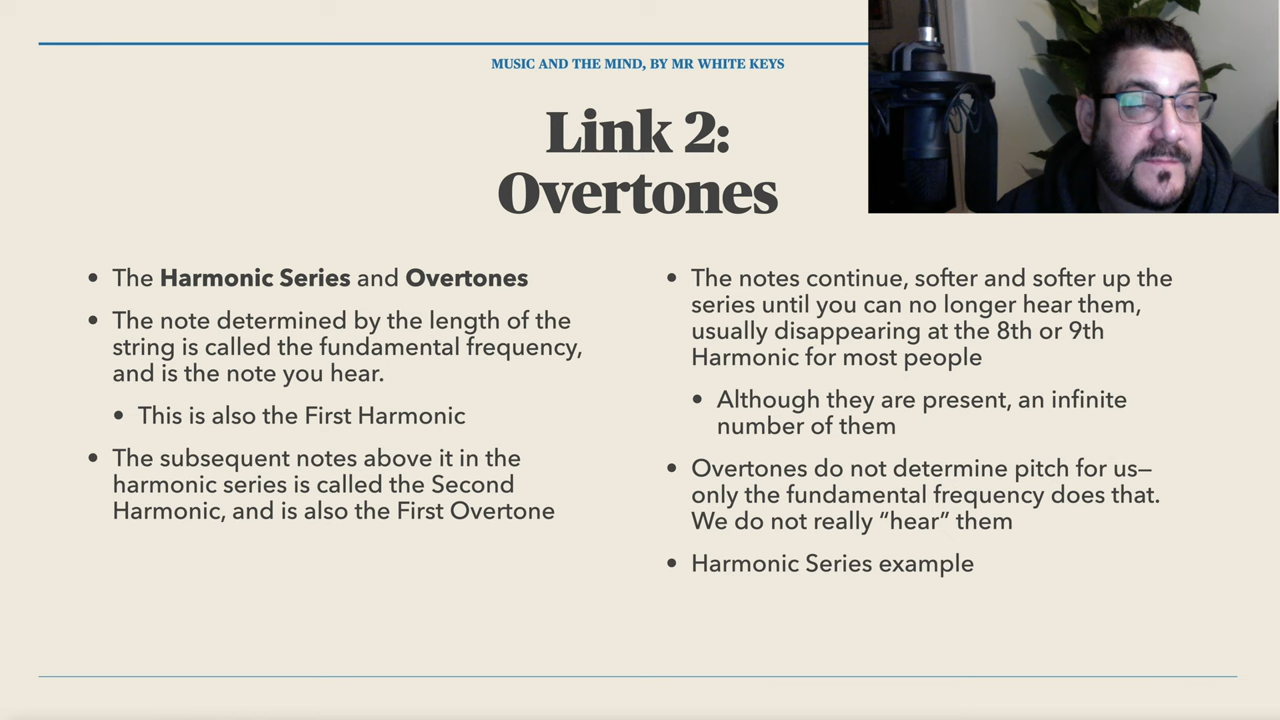 MUSIC AND THE MIND, BY MR WHITE KEYS
Link 2:
Overtones
• The Harmonic Series and Overtones
• The note determined by the length of the
string is called the fundamental frequency,
and is the note you hear.
• This is also the First Harmonic
• The subsequent notes above it in the
harmonic series is called the Second
Harmonic, and is also the First Overtone
• The notes continue, softer and softer up the
series until you can no longer hear them,
usually disappearing at the 8th or 9th
Harmonic for most people
• Although they are present, an infinite
number of them
• Overtones do not determine pitch for us—
only the fundamental frequency does that.
We do not really “hear” them
• Harmonic Series example